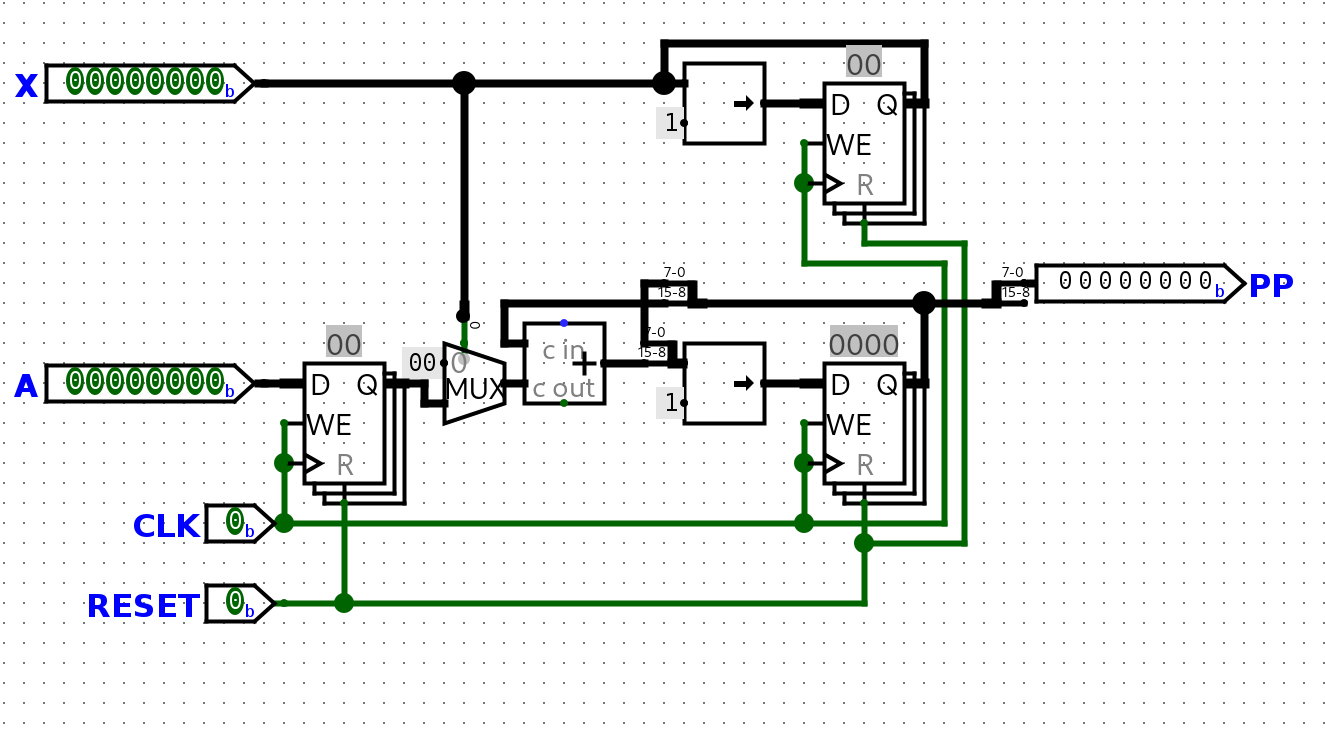 00
X 00000000b
D Q
1
WE
R
7-0
15-8
7-0
15-8
00000000b PP
0
7-0
15-8
00
00
0
c in
+
0000
A 00000000b
D Q
MUX
c out
D Q
1
WE
WE
R
R
CLK 0b
RESET 0b